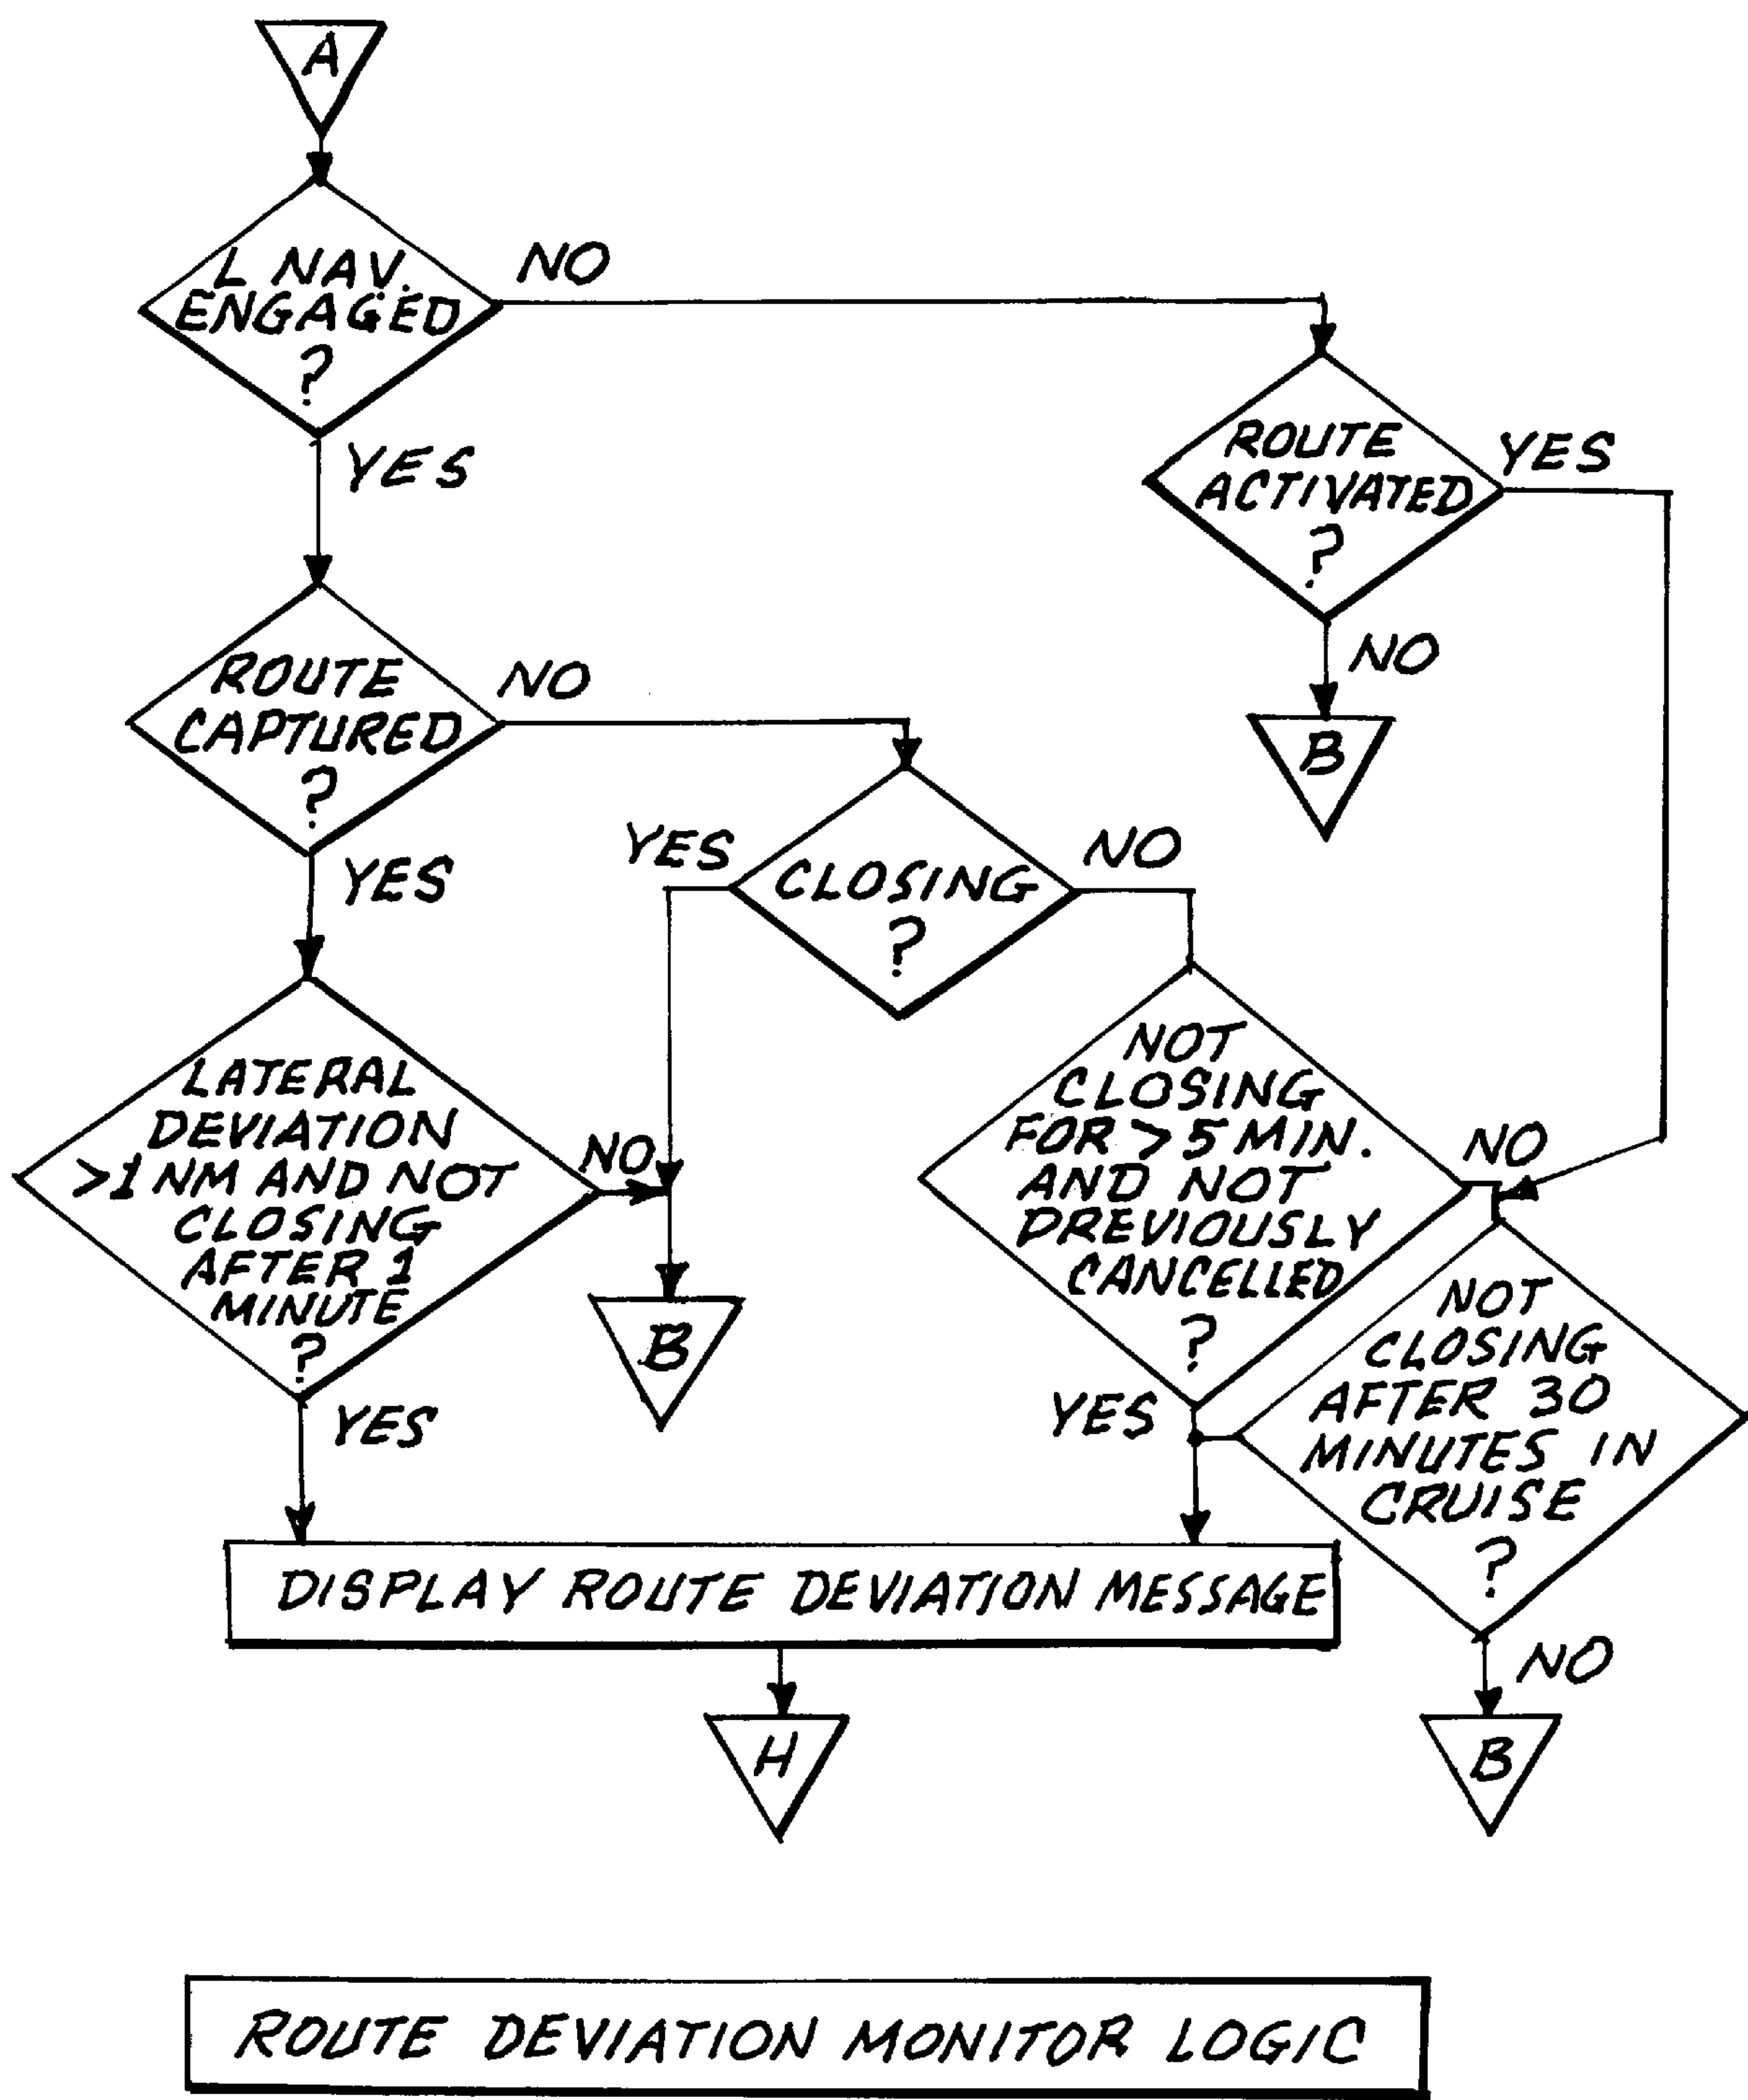 A
L NAV.
ENGAGED
?
NO
YES
ROUTE
ACTIVATED
?
YES
NO
B
ROUTE
CAPTURED
?
NO
YES
YES
CLOSING
?
NO
LATERAL
DEVIATION
>1 NM AND NOT
CLOSING
AFTER 1
MINUTE
?
NO
YES
B
NOT
CLOSING
FOR > 5 MIN.
AND NOT
PREVIOUSLY
CANCELLED
?
NO
YES
NOT
CLOSING
AFTER 30
MINUTES IN
CRUISE
?
NO
B
DISPLAY ROUTE DEVIATION MESSAGE
H
ROUTE DEVIATION MONITOR LOGIC